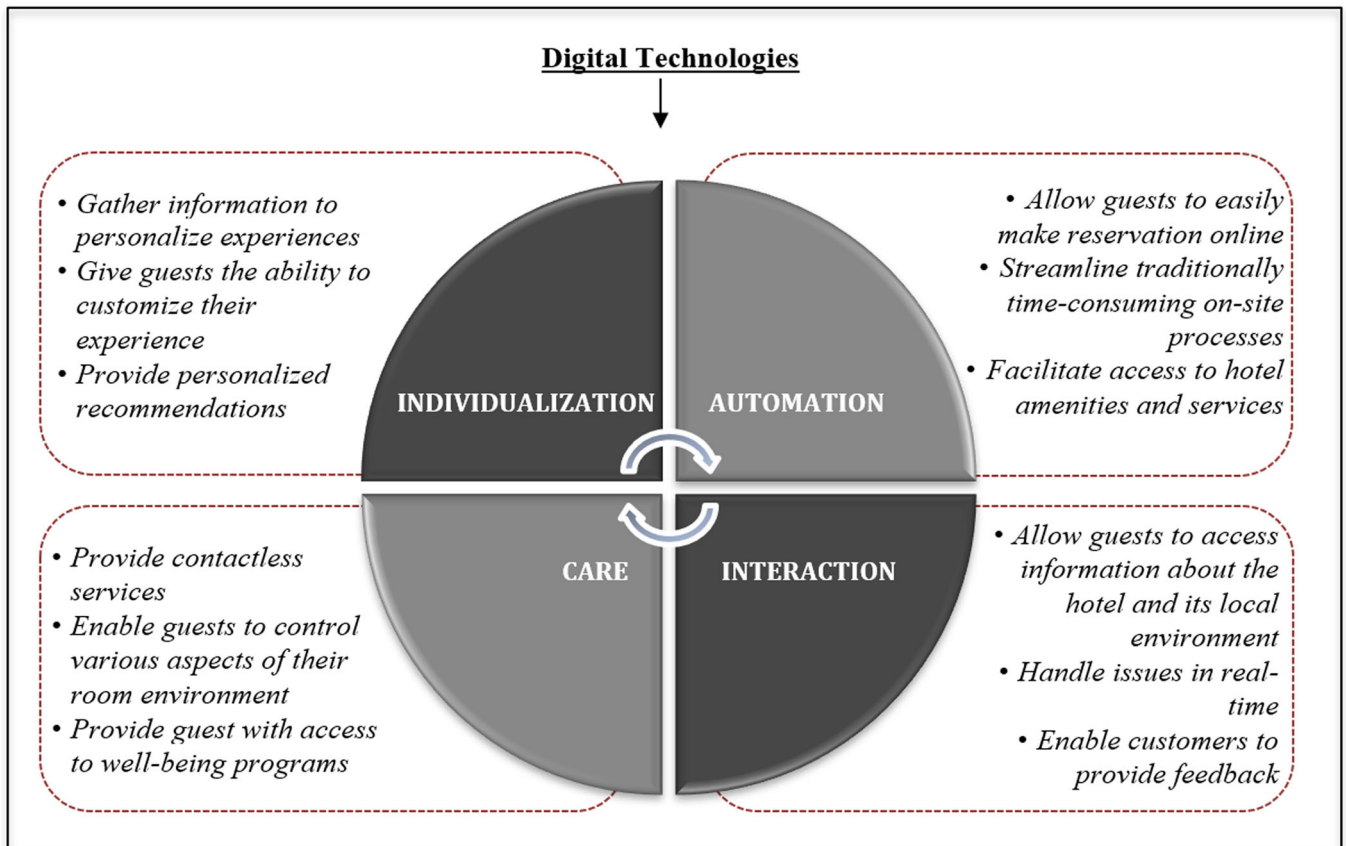 Digital Technologies
• Gather information to
personalize experiences
• Give guests the ability to
customize their
experience
• Provide personalized
recommendations
• Allow guests to easily
make reservation online
• Streamline traditionally
time-consuming on-site
processes
• Facilitate access to hotel
amenities and services
INDIVIDUALIZATION
AUTOMATION
CARE
INTERACTION
• Provide contactless
services
• Enable guests to control
various aspects of their
room environment
• Provide guest with access
to well-being programs
• Allow guests to access
information about the
hotel and its local
environment
• Handle issues in real-
time
• Enable customers to
provide feedback